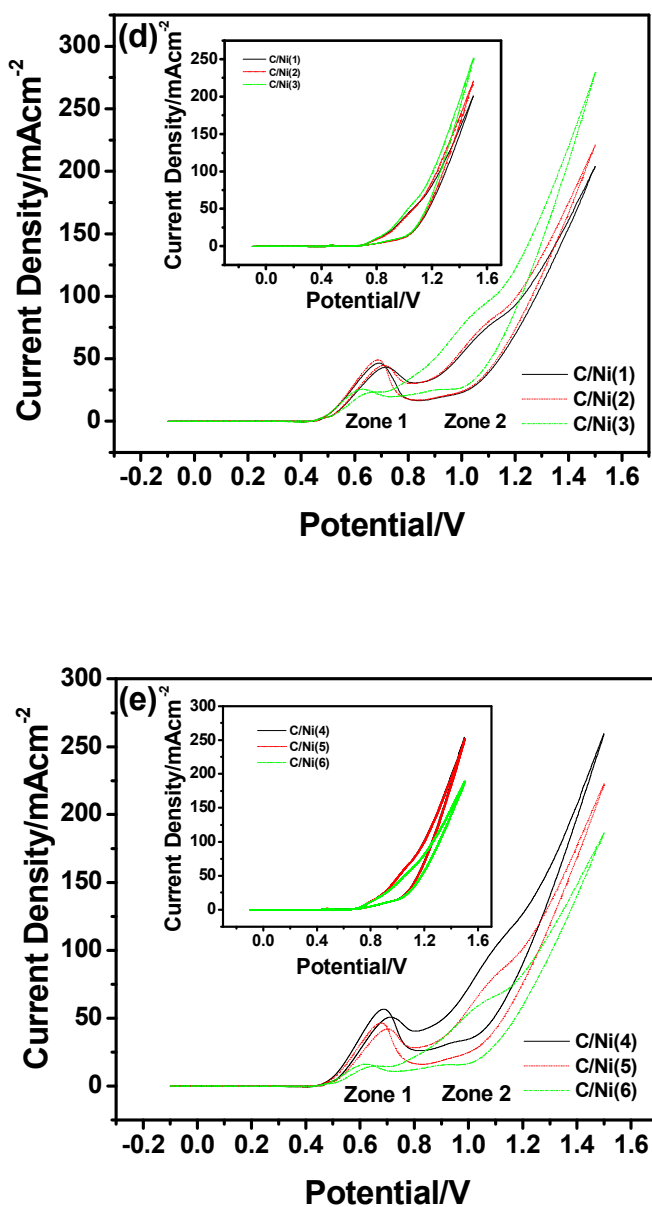 (d)
300
250
200
150
100
50
0
Current Density/mAcm-2
-0.2 0.0 0.2 0.4 0.6 0.8 1.0 1.2 1.4 1.6
Potential/V
Zone 1 Zone 2
C/Ni(1)
C/Ni(2)
C/Ni(3)
250
200
150
100
50
0
Current Density/mAcm-2
0.0 0.4 0.8 1.2 1.6
Potential/V
C/Ni(1)
C/Ni(2)
C/Ni(3)
(e)
300
250
200
150
100
50
0
Current Density/mAcm-2
-0.2 0.0 0.2 0.4 0.6 0.8 1.0 1.2 1.4 1.6
Potential/V
Zone 1 Zone 2
C/Ni(4)
C/Ni(5)
C/Ni(6)
300
250
200
150
100
50
0
Current Density/mAcm-2
0.0 0.4 0.8 1.2 1.6
Potential/V
C/Ni(4)
C/Ni(5)
C/Ni(6)